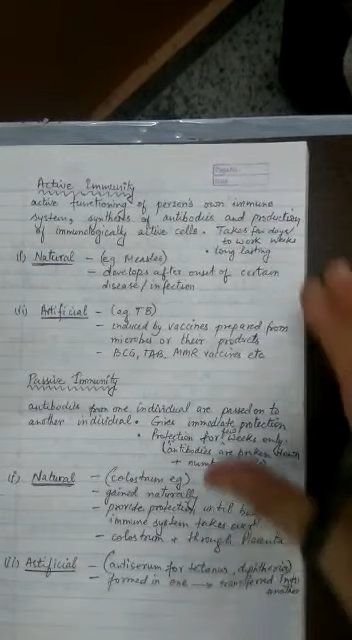 Page No.
Date
Active Immunity
active functioning of person's own immune
system, synthesis of antibodies and production
of immunologically active cells. Takes few days
to work weeks
• long lasting
(i) Natural – (eg Measles)
– develops after onset of certain
disease/infection
(ii) Artificial – (eg TB)
– induced by vaccines prepared from
microbes or their products
– BCG, TAB, MMR vaccines etc
Passive Immunity
antibodies from one individual are passed on to
another individual. Gives immediate protection
• Protection for few weeks only
(antibodies are broken down
+ numb
(i) Natural – (colostrum eg)
– gained naturally
– provide protection until
immune system takes over
– colostrum + through Placenta
(ii) Artificial – (antiserum for tetanus, diphtheria)
– formed in one → transferred into
another